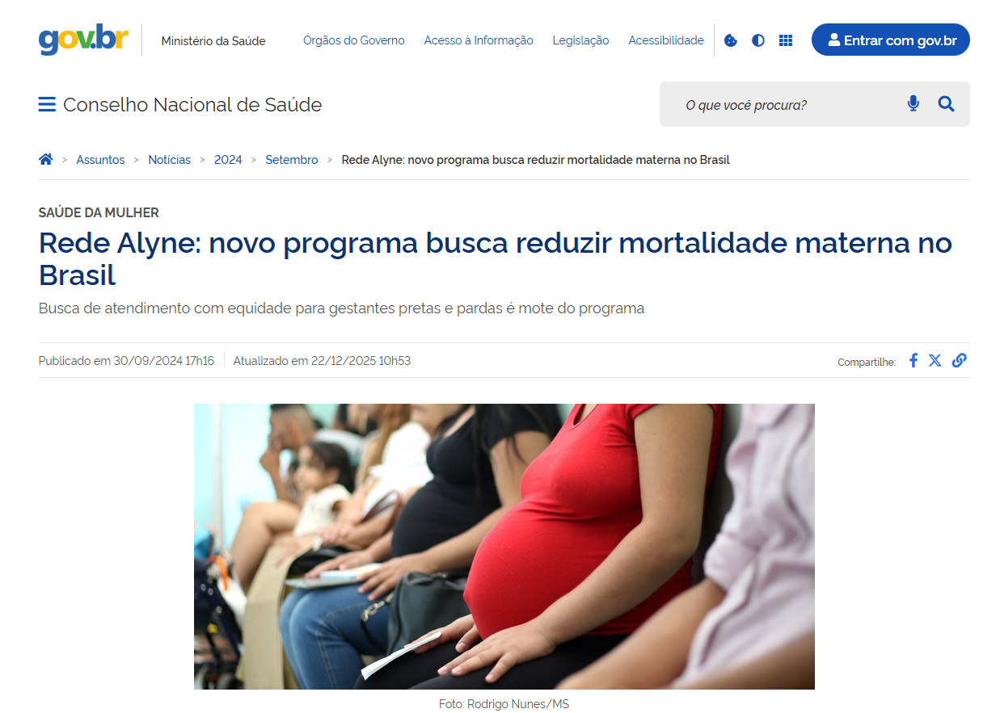 gov.br
Ministério da Saúde
Órgãos do Governo
Acesso à Informação
Legislação
Acessibilidade
Entrar com gov.br
Conselho Nacional de Saúde
O que você procura?
> Assuntos > Notícias > 2024 > Setembro > Rede Alyne: novo programa busca reduzir mortalidade materna no Brasil
SAÚDE DA MULHER
Rede Alyne: novo programa busca reduzir mortalidade materna no
Brasil
Busca de atendimento com equidade para gestantes pretas e pardas é mote do programa
Publicado em 30/09/2024 17h16
Atualizado em 22/12/2025 10h53
Compartilhe:
Foto: Rodrigo Nunes/MS